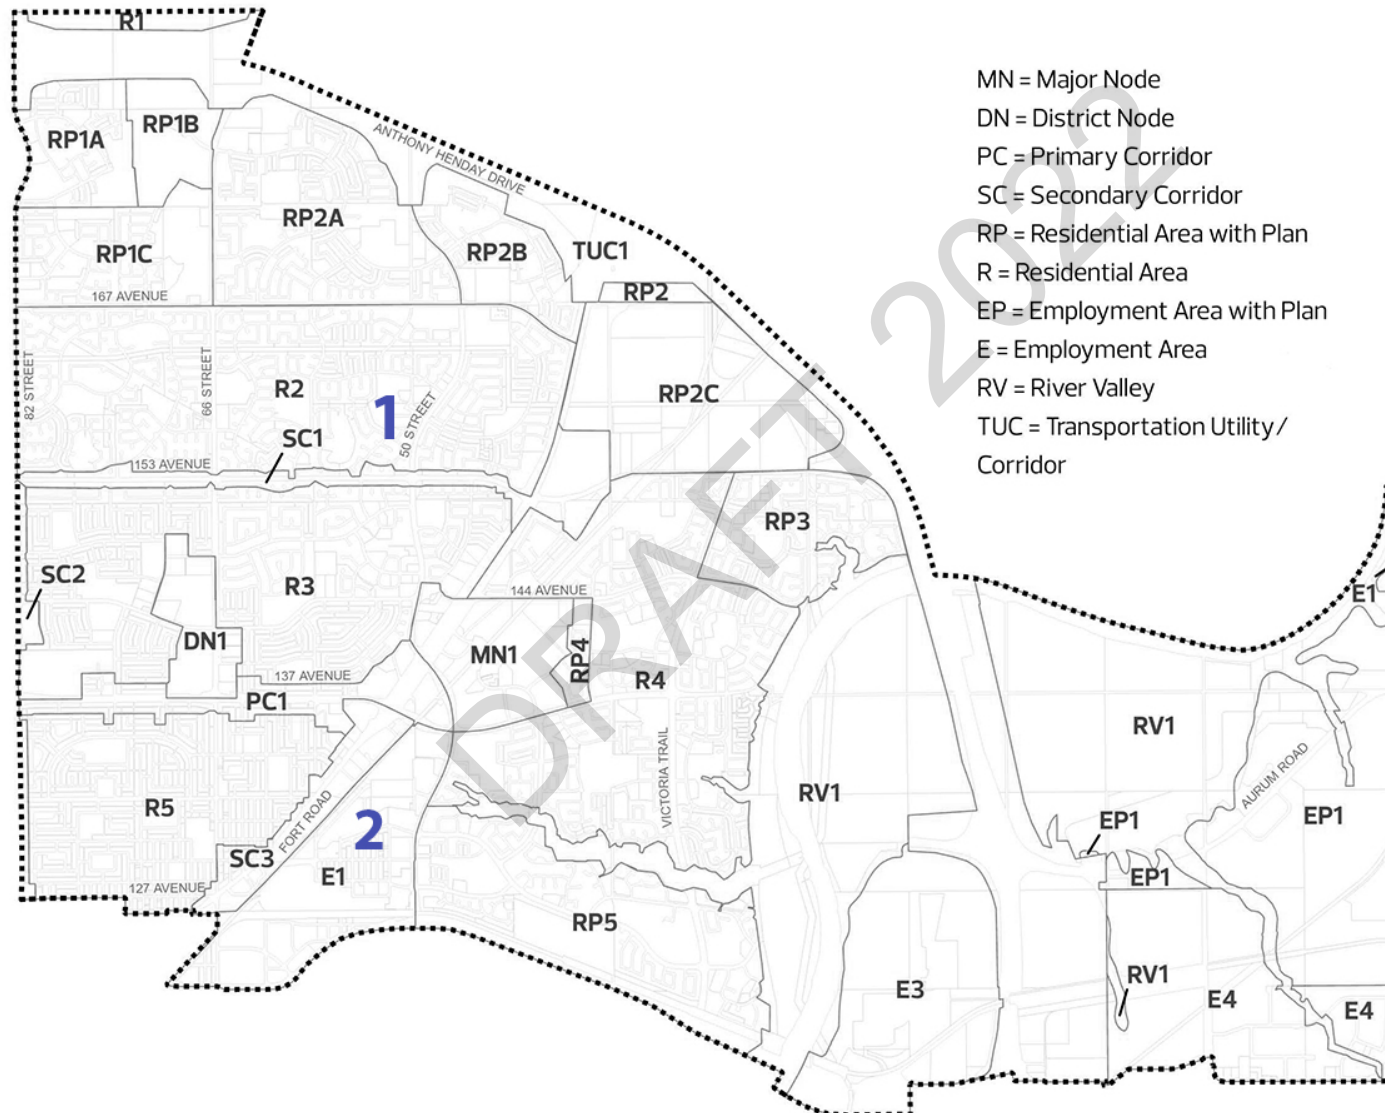 R1
MN = Major Node
DN = District Node
PC = Primary Corridor
SC = Secondary Corridor
RP = Residential Area with Plan
R = Residential Area
EP = Employment Area with Plan
E = Employment Area
RV = River Valley
TUC = Transportation Utility/
Corridor
DRAFT 2022
RP1A
RP1B
ANTHONY HENDAY DRIVE
RP2A
RP1C
RP2B
TUC1
RP2
167 AVENUE
82 STREET
66 STREET
R2
1
50 STREET
RP2C
SC1
153 AVENUE
RP3
SC2
R3
144 AVENUE
E1
DN1
MN1
RP4
R4
137 AVENUE
PC1
RV1
VICTORIA TRAIL
AURUM ROAD
RV1
R5
FORT ROAD
2
EP1
EP1
SC3
E1
EP1
127 AVENUE
RP5
E3
RV1
E4
E4